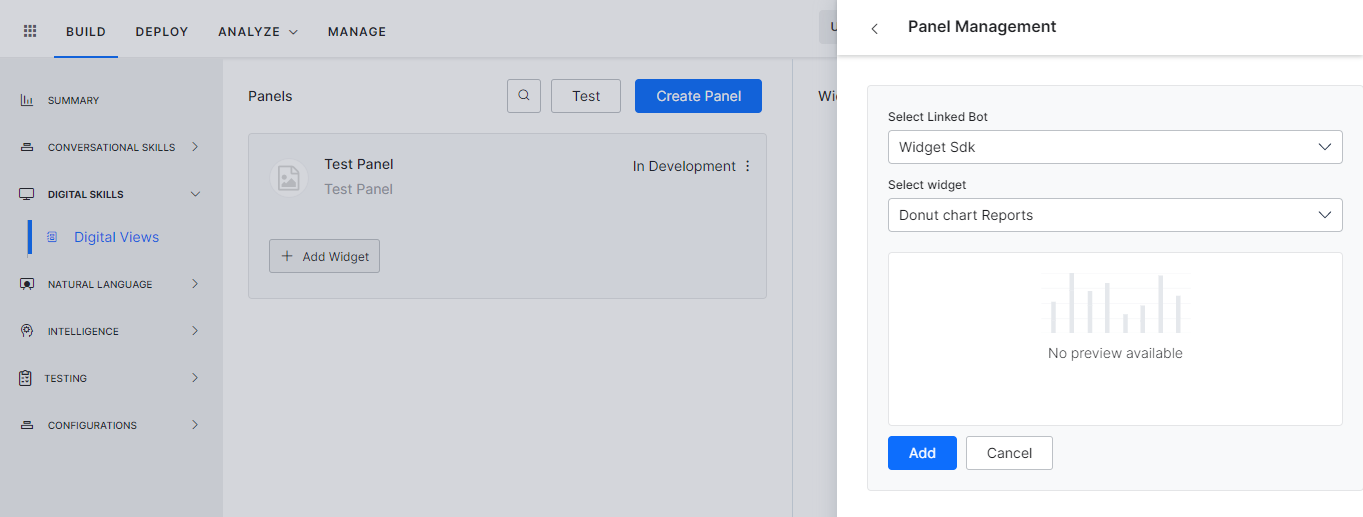 BUILD DEPLOY ANALYZE MANAGE
SUMMARY
CONVERSATIONAL SKILLS
DIGITAL SKILLS
Digital Views
NATURAL LANGUAGE
INTELLIGENCE
TESTING
CONFIGURATIONS
Panels Test Create Panel
Test Panel In Development
Test Panel
Add Widget
Panel Management
Select Linked Bot
Widget Sdk
Select widget
Donut chart Reports
No preview available
Add Cancel